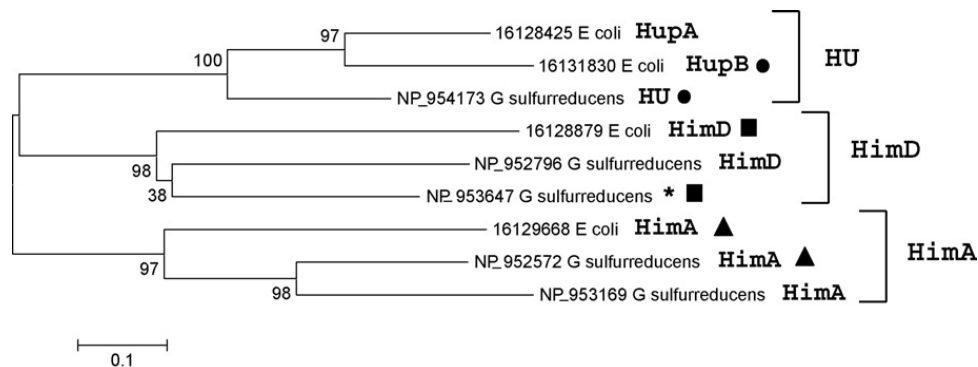 16128425 E coli HupA
97
16131830 E coli HupB ●
HU
100
NP_954173 G sulfurreducens HU ●
16128879 E coli HimD ■
98
NP_952796 G sulfurreducens HimD
HimD
38
NP_953647 G sulfurreducens * ■
16129668 E coli HimA ▲
97
NP_952572 G sulfurreducens HimA ▲
HimA
98
NP_953169 G sulfurreducens HimA
0.1